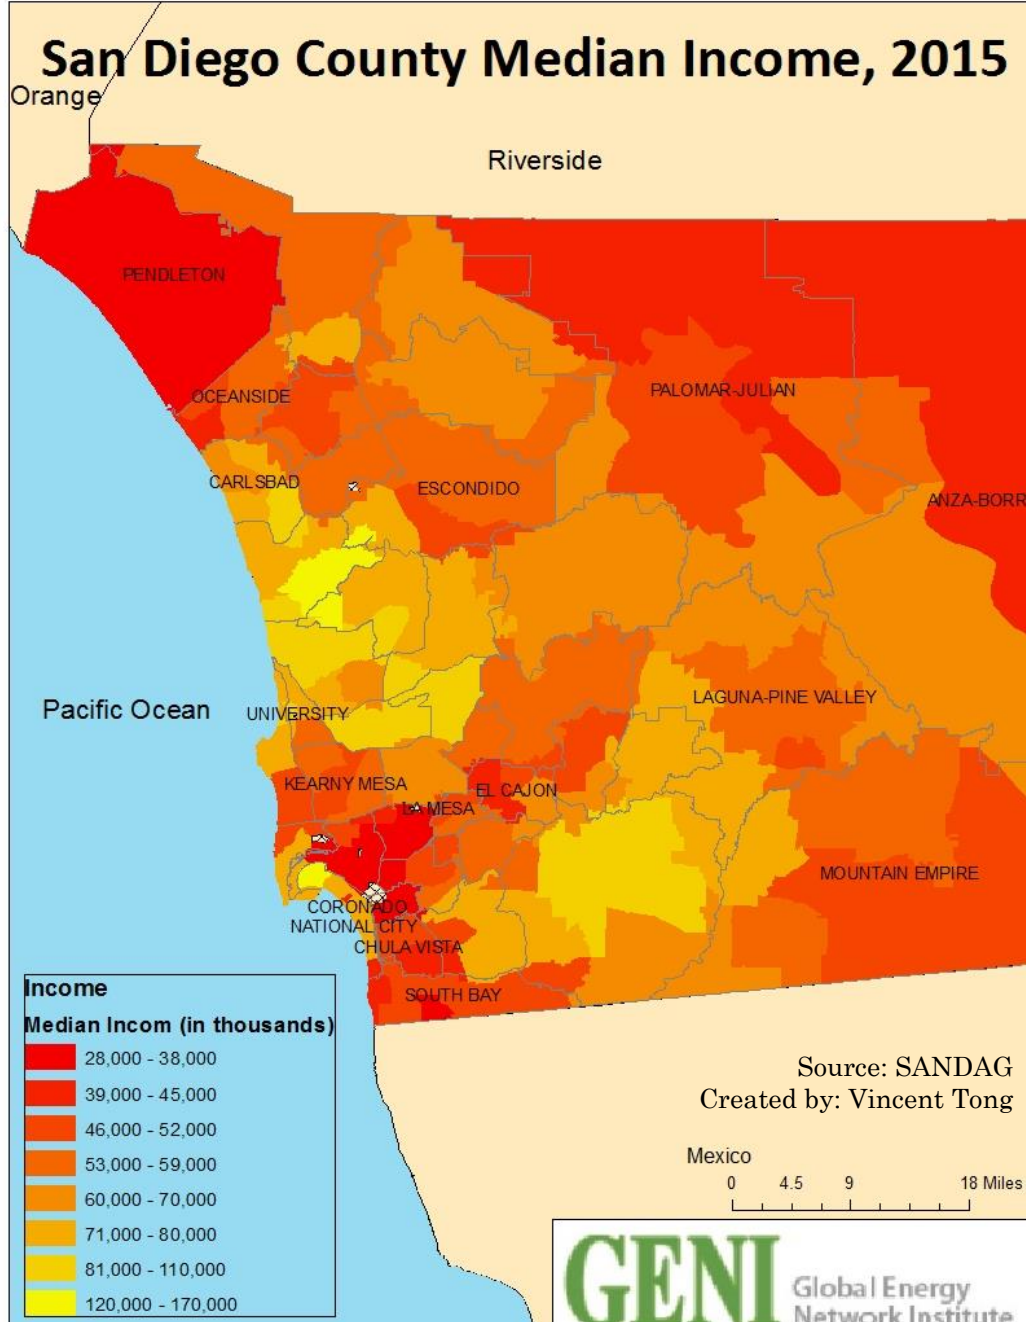 San Diego County Median Income, 2015
Orange
Riverside
PENDLETON
OCEANSIDE
PALOMAR-JULIAN
CARLSBAD
ESCONDIDO
ANZA-BORR
Pacific Ocean
UNIVERSITY
LAGUNA-PINE VALLEY
KEARNY MESA
EL CAJON
LA MESA
MOUNTAIN EMPIRE
CORONADO
NATIONAL CITY
CHULA VISTA
SOUTH BAY
Income
Median Incom (in thousands)
28,000 - 38,000
39,000 - 45,000
46,000 - 52,000
53,000 - 59,000
60,000 - 70,000
71,000 - 80,000
81,000 - 110,000
120,000 - 170,000
Source: SANDAG
Created by: Vincent Tong
Mexico
0 4.5 9 18 Miles
GENI
Global Energy
Network Institute